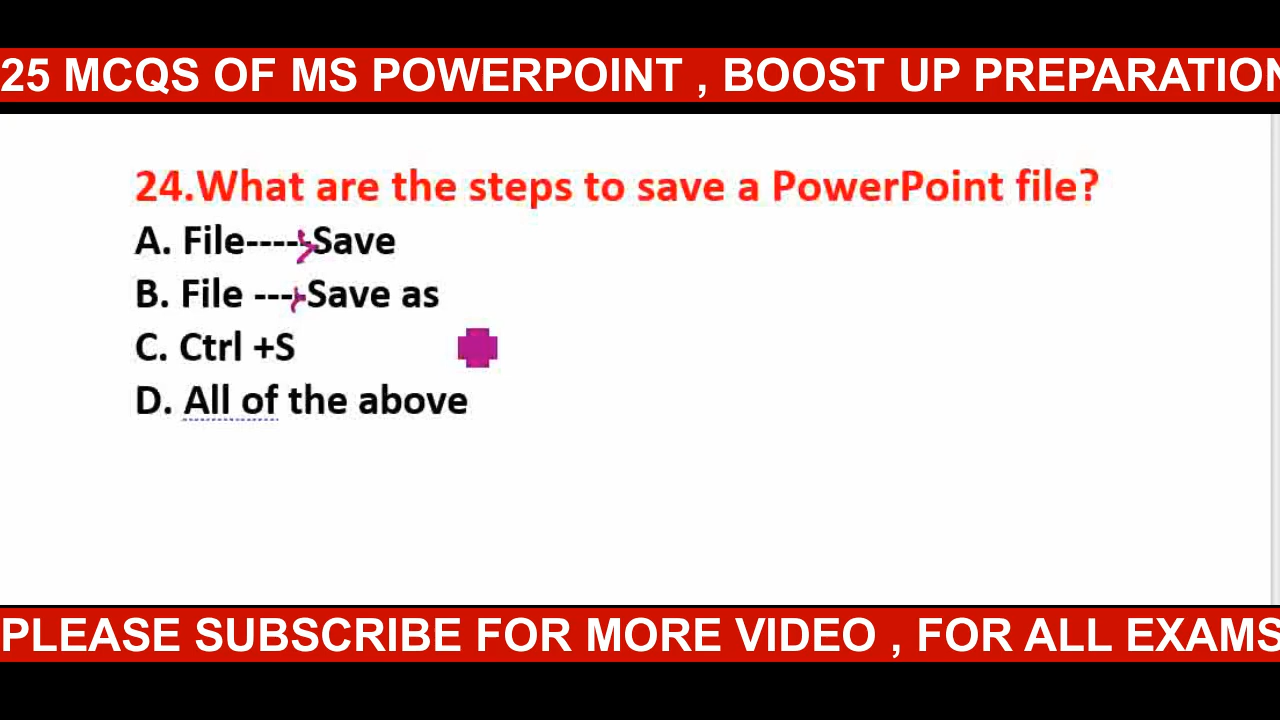 25 MCQS OF MS POWERPOINT , BOOST UP PREPARATION
24.What are the steps to save a PowerPoint file?
A. File-----Save
B. File ----Save as
C. Ctrl +S
D. All of the above
PLEASE SUBSCRIBE FOR MORE VIDEO , FOR ALL EXAMS